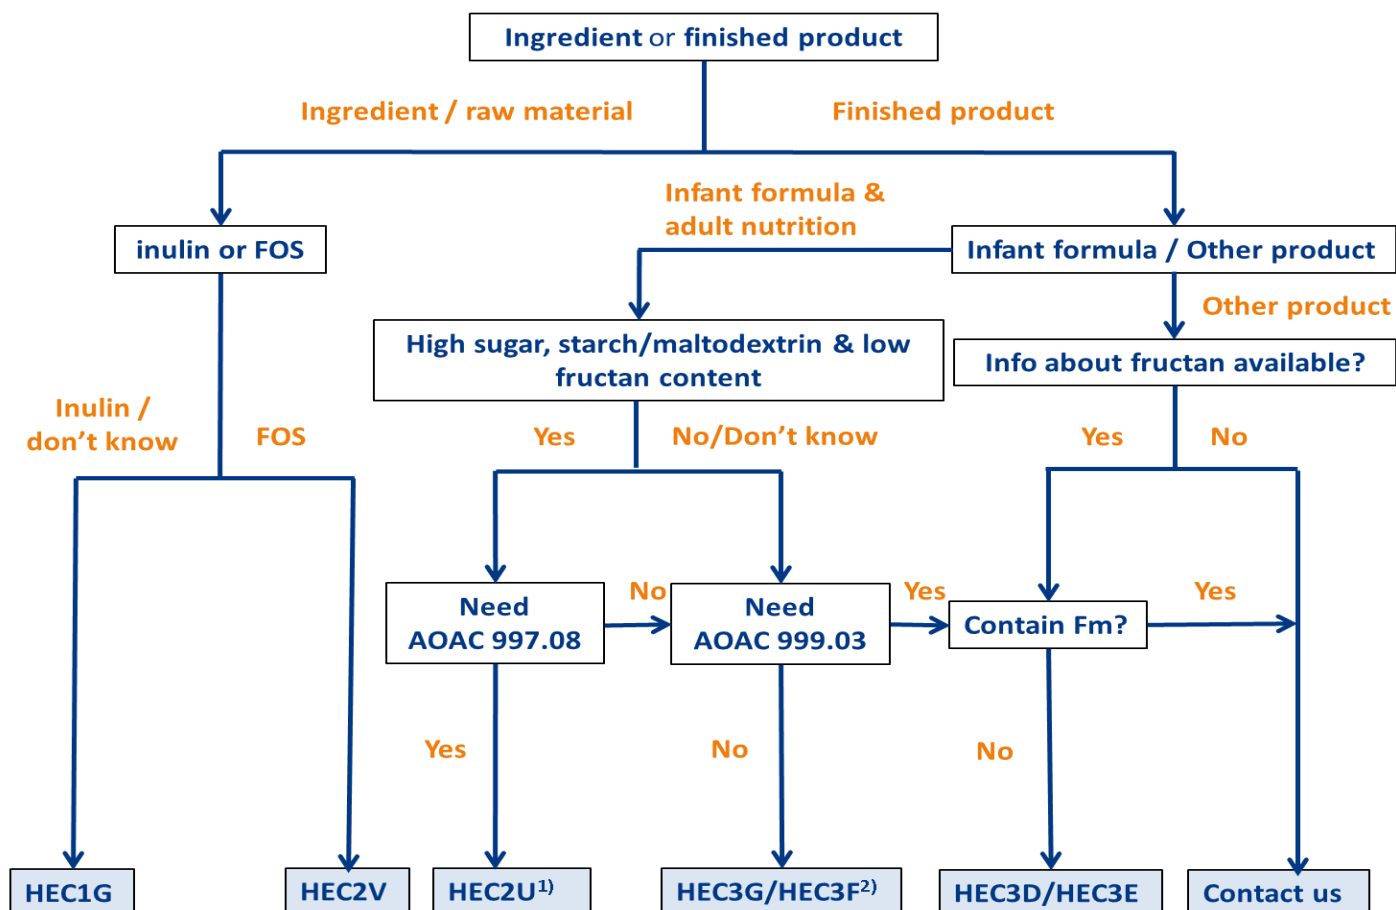 Ingredient or finished product
Ingredient / raw material
Finished product
Infant formula &
adult nutrition
inulin or FOS
Infant formula / Other product
Other product
High sugar, starch/maltodextrin & low
fructan content
Info about fructan available?
Inulin /
don’t know
FOS
Yes
No/Don’t know
Yes
No
Need
AOAC 997.08
No
Need
AOAC 999.03
Yes
Contain Fm?
Yes
Yes
No
No
HEC1G
HEC2V
HEC2U1)
HEC3G/HEC3F2)
HEC3D/HEC3E
Contact us